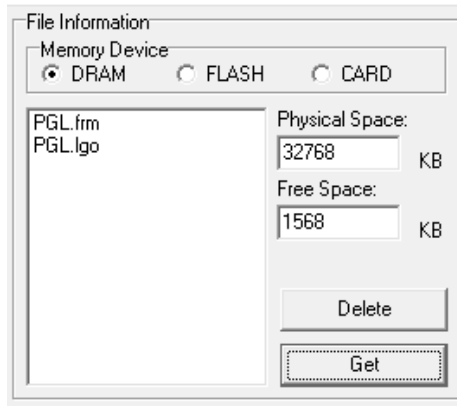 File Information
Memory Device
DRAM FLASH CARD
PGL.frm
PGL.lgo
Physical Space:
32768 KB
Free Space:
1568 KB
Delete
Get